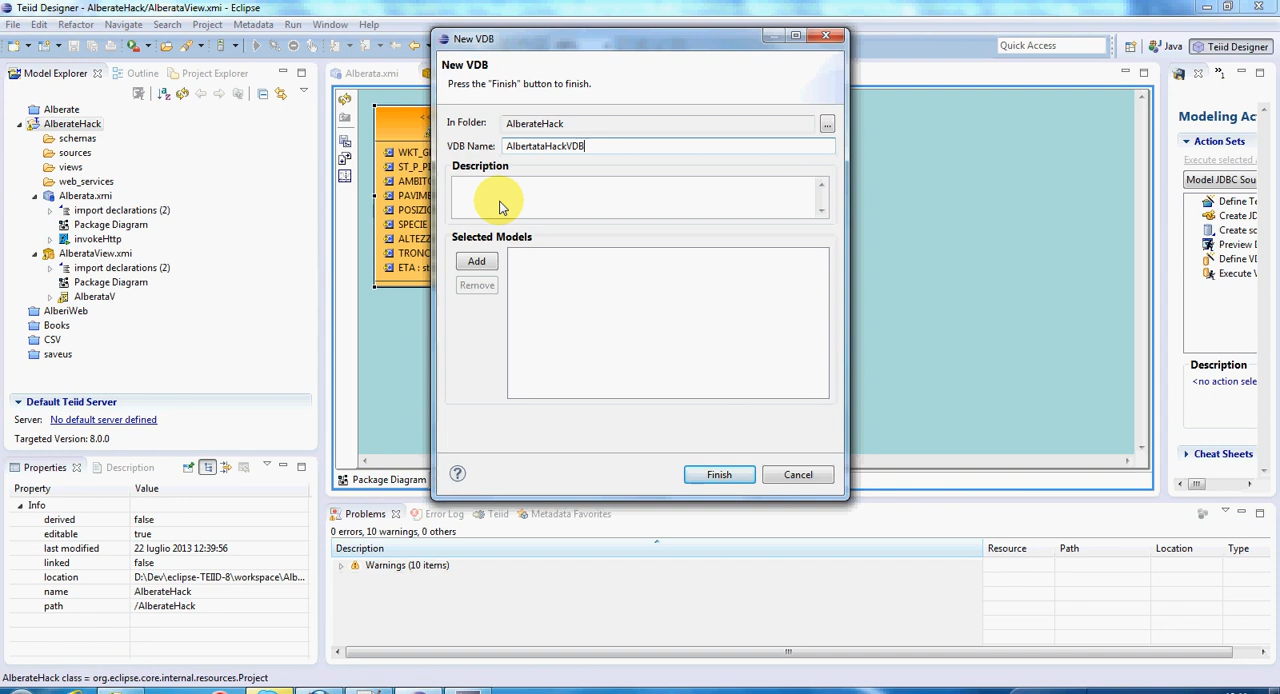 Teiid Designer - AlberateHack/AlberataView.xmi - Eclipse
File Edit Refactor Navigate Search Project Metadata Run Window Help
Quick Access
Java
Teiid Designer
Model Explorer
Outline
Project Explorer
Alberate
AlberateHack
schemas
sources
views
web_services
Alberata.xmi
import declarations (2)
Package Diagram
invokeHttp
AlberataView.xmi
import declarations (2)
Package Diagram
AlberataV
AlberiWeb
Books
CSV
saveus
Default Teiid Server
Server: No default server defined
Targeted Version: 8.0.0
Properties
Description
Property Value
Info
derived false
editable true
last modified 22 luglio 2013 12:39:56
linked false
location D:\Dev\eclipse-TEIID-8\workspace\Alb...
name AlberateHack
path /AlberateHack
Alberata.xmi
<<
WKT_G
ST_P_P
AMBITO
PAVIME
POSIZIO
SPECIE
ALTEZZ
TRONC
ETA : st
Package Diagram
New VDB
New VDB
Press the "Finish" button to finish.
In Folder: AlberateHack
...
VDB Name: AlbertataHackVDB
Description
Selected Models
Add
Remove
Finish
Cancel
Modeling Ac
Action Sets
Execute selected a
Model JDBC Sou
Define Te
Create JD
Create so
Preview D
Define VD
Execute V
Description
<no action sele
Cheat Sheets
Problems
Error Log
Teiid
Metadata Favorites
0 errors, 10 warnings, 0 others
Description Resource Path Location Type
Warnings (10 items)
AlberateHack class = org.eclipse.core.internal.resources.Project